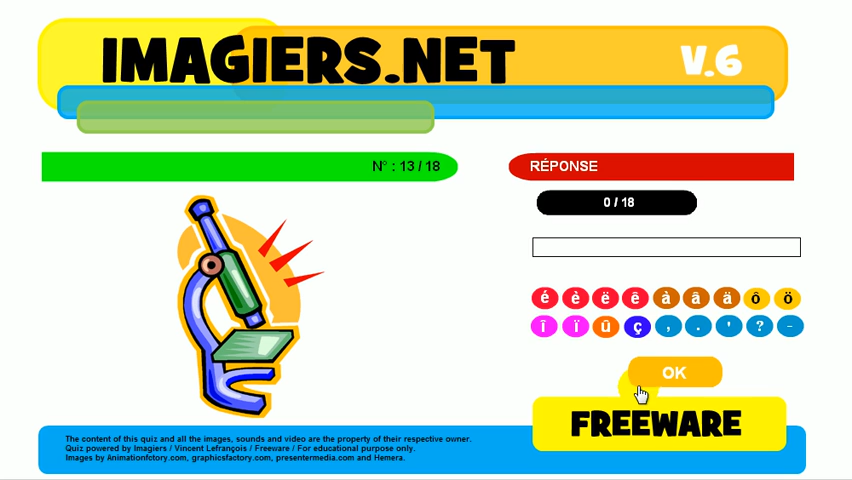 IMAGIERS.NET
V.6
N° : 13 / 18
RÉPONSE
0 / 18
é è ë ê à â ä ô ö
î ï û ç , . ' ? -
OK
FREEWARE
The content of this quiz and all the images, sounds and video are the property of their respective owner.
Quiz powered by Imagiers / Vincent Lefrançois / Freeware / For educational purpose only.
Images by Animationfctory.com, graphicsfactory.com, presentermedia.com and Hemera.